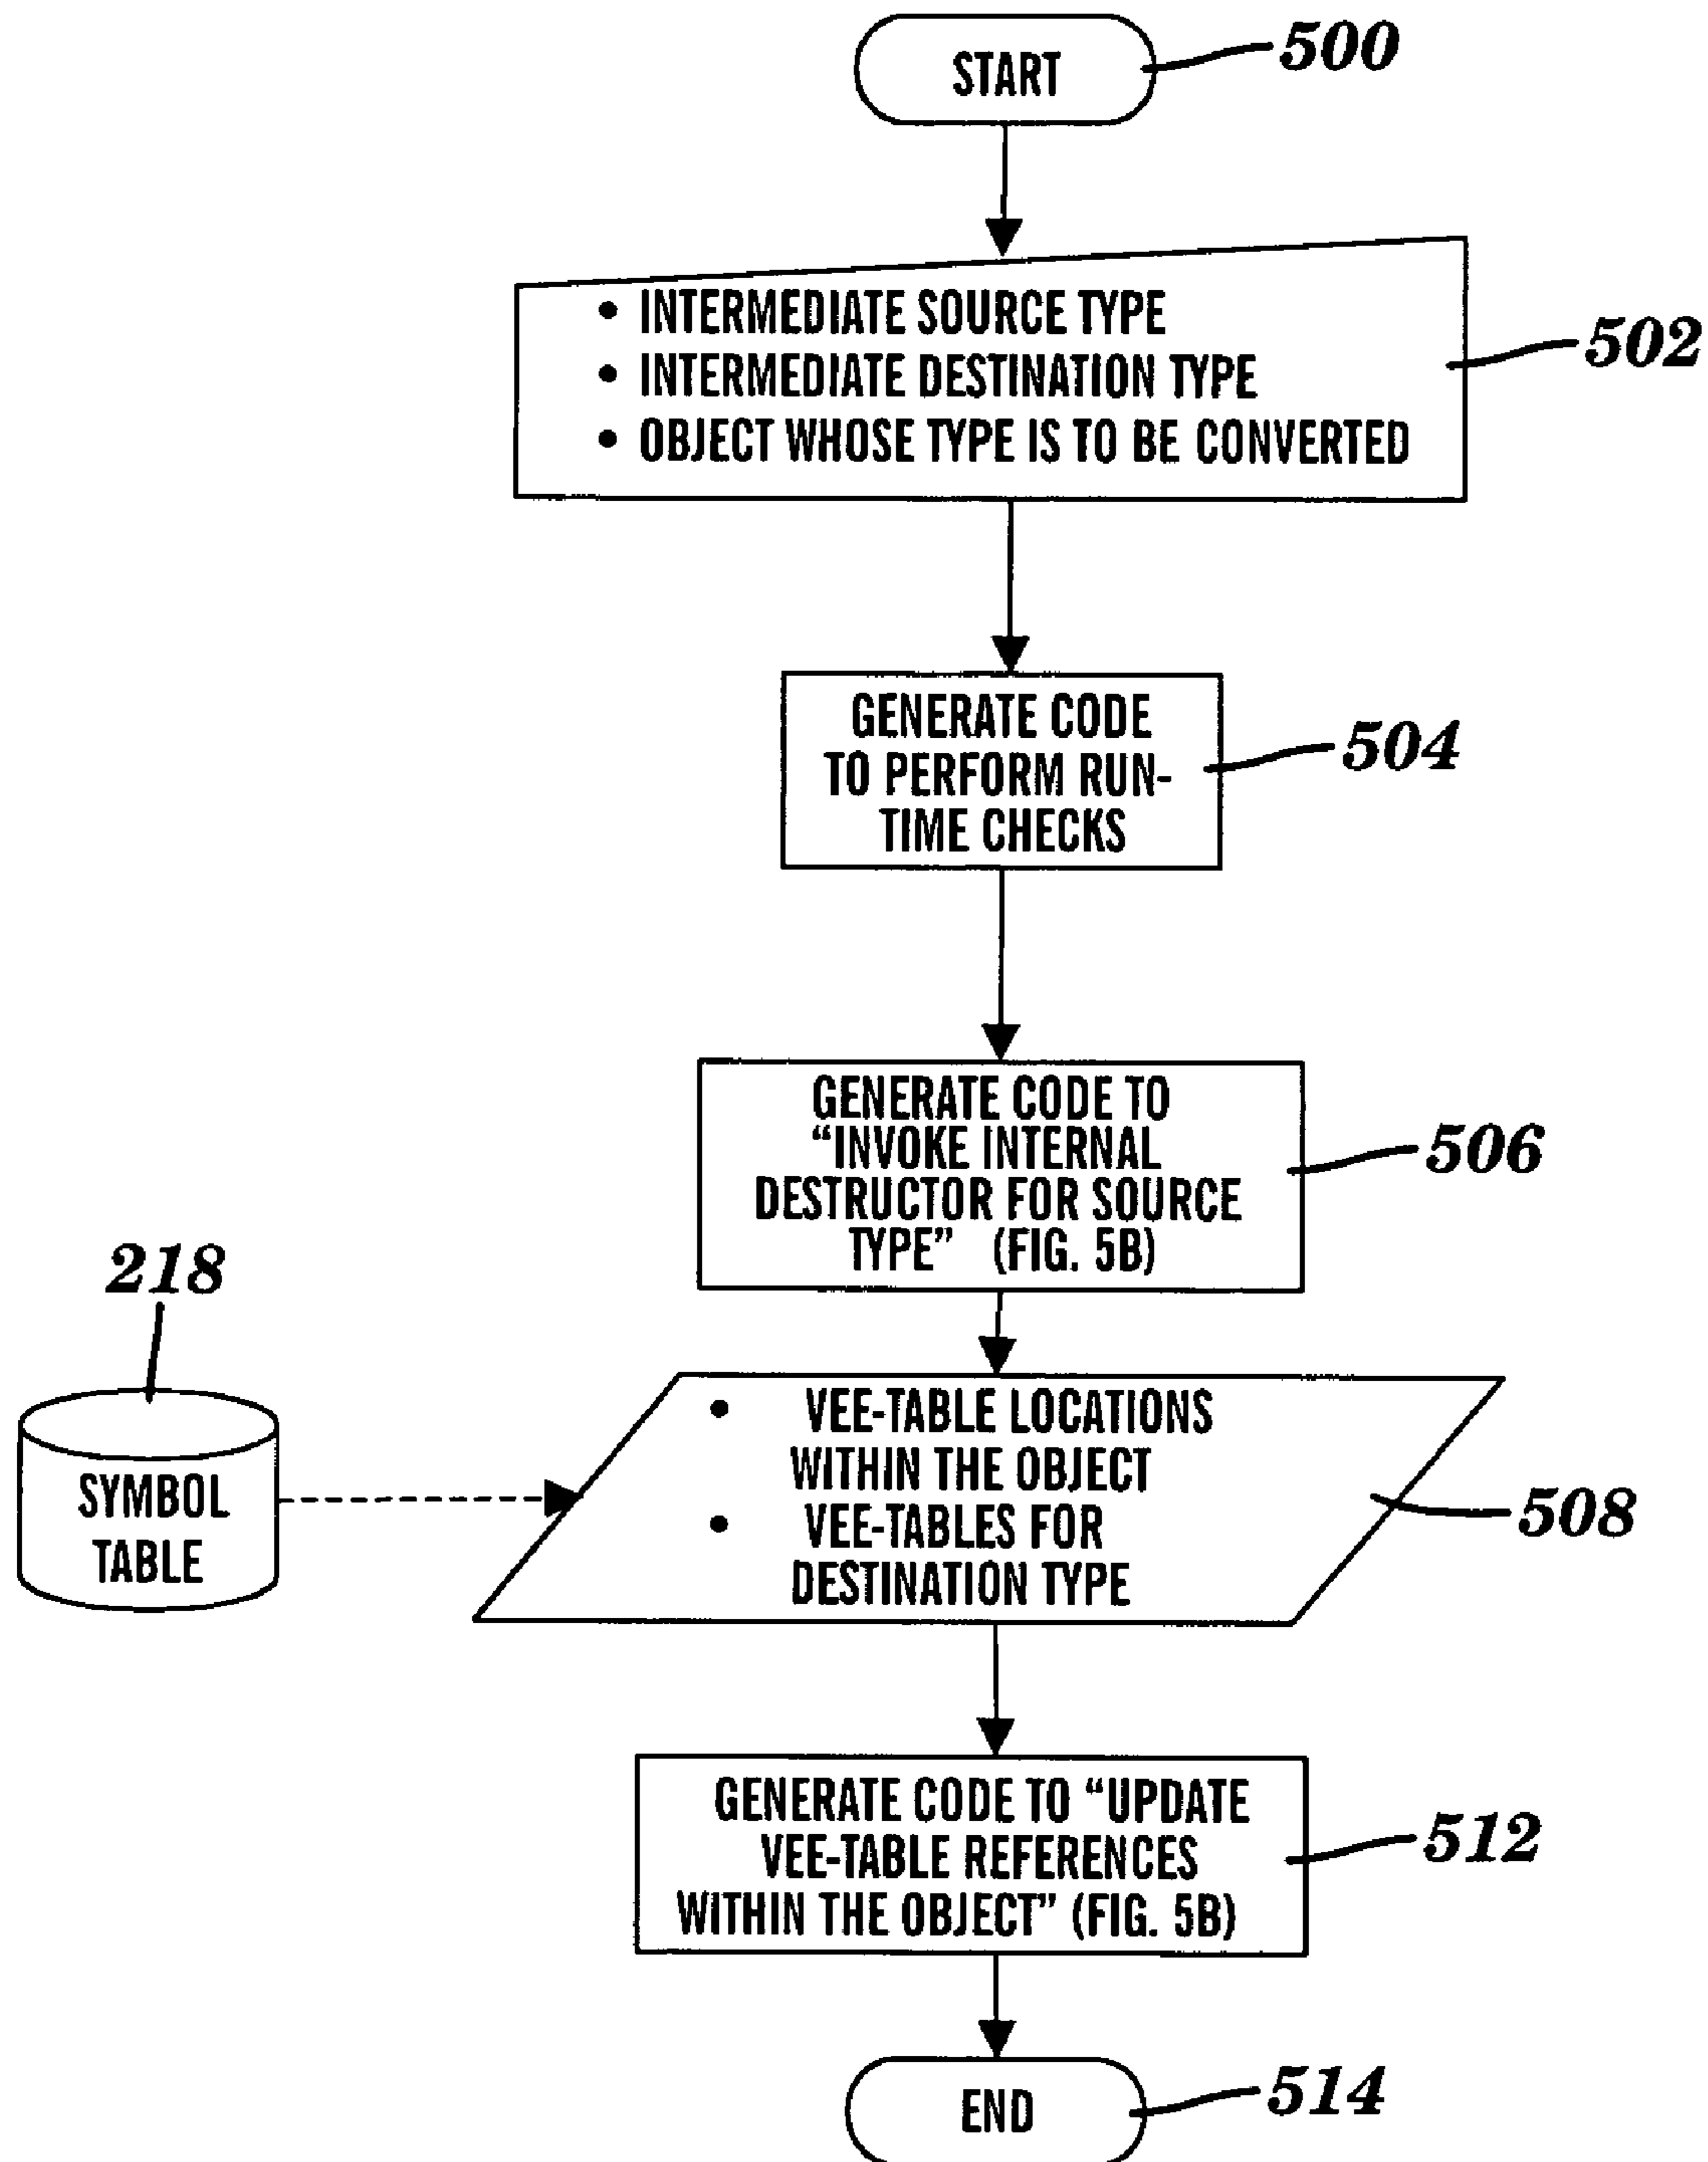 START
500
• INTERMEDIATE SOURCE TYPE
• INTERMEDIATE DESTINATION TYPE
• OBJECT WHOSE TYPE IS TO BE CONVERTED
502
GENERATE CODE
TO PERFORM RUN-
TIME CHECKS
504
GENERATE CODE TO
“INVOKE INTERNAL
DESTRUCTOR FOR SOURCE
TYPE” (FIG. 5B)
506
218
SYMBOL
TABLE
• VEE-TABLE LOCATIONS
WITHIN THE OBJECT
• VEE-TABLES FOR
DESTINATION TYPE
508
GENERATE CODE TO “UPDATE
VEE-TABLE REFERENCES
WITHIN THE OBJECT” (FIG. 5B)
512
END
514